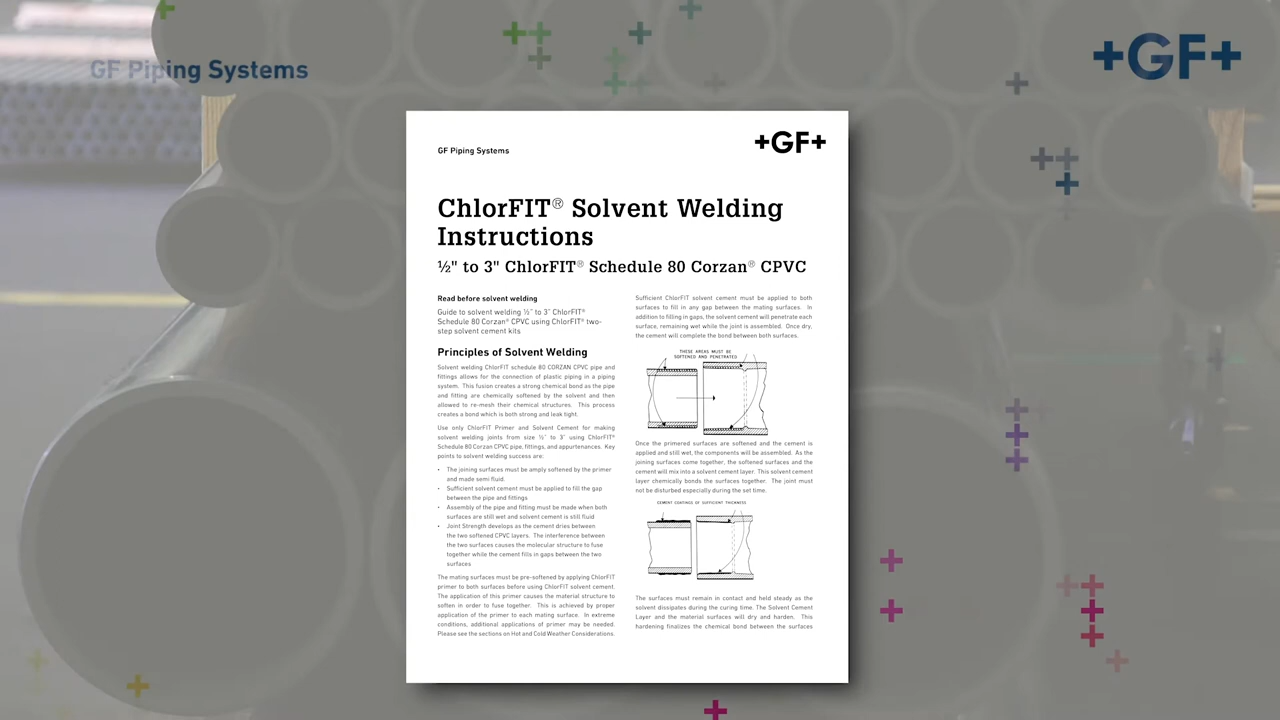 GF Piping Systems
+GF+
GF Piping Systems
+GF+
ChlorFIT® Solvent Welding
Instructions
½" to 3" ChlorFIT® Schedule 80 Corzan® CPVC
Read before solvent welding
Guide to solvent welding ½" to 3" ChlorFIT®
Schedule 80 Corzan® CPVC using ChlorFIT® two-
step solvent cement kits
Principles of Solvent Welding
Solvent welding ChlorFIT schedule 80 CORZAN CPVC pipe and
fittings allows for the connection of plastic piping in a piping
system. This fusion creates a strong chemical bond as the pipe
and fitting are chemically softened by the solvent and then
allowed to re-mesh their chemical structures. This process
creates a bond which is both strong and leak tight.
Use only ChlorFIT Primer and Solvent Cement for making
solvent welding joints from size ½" to 3" using ChlorFIT®
Schedule 80 Corzan CPVC pipe, fittings, and appurtenances. Key
points to solvent welding success are:
• The joining surfaces must be amply softened by the primer
and made semi fluid.
• Sufficient solvent cement must be applied to fill the gap
between the pipe and fittings
• Assembly of the pipe and fitting must be made when both
surfaces are still wet and solvent cement is still fluid
• Joint Strength develops as the cement dries between
the two softened CPVC layers. The interference between
the two surfaces causes the molecular structure to fuse
together while the cement fills in gaps between the two
surfaces
The mating surfaces must be pre-softened by applying ChlorFIT
primer to both surfaces before using ChlorFIT solvent cement.
The application of this primer causes the material structure to
soften in order to fuse together. This is achieved by proper
application of the primer to each mating surface. In extreme
conditions, additional applications of primer may be needed.
Please see the sections on Hot and Cold Weather Considerations.
Sufficient ChlorFIT solvent cement must be applied to both
surfaces to fill in any gap between the mating surfaces. In
addition to filling in gaps, the solvent cement will penetrate each
surface, remaining wet while the joint is assembled. Once dry,
the cement will complete the bond between both surfaces.
THESE AREAS MUST BE
SOFTENED AND PENETRATED
Once the primered surfaces are softened and the cement is
applied and still wet, the components will be assembled. As the
joining surfaces come together, the softened surfaces and the
cement will mix into a solvent cement layer. This solvent cement
layer chemically bonds the surfaces together. The joint must
not be disturbed especially during the set time.
CEMENT COATINGS OF SUFFICIENT THICKNESS
The surfaces must remain in contact and held steady as the
solvent dissipates during the curing time. The Solvent Cement
Layer and the material surfaces will dry and harden. This
hardening finalizes the chemical bond between the surfaces